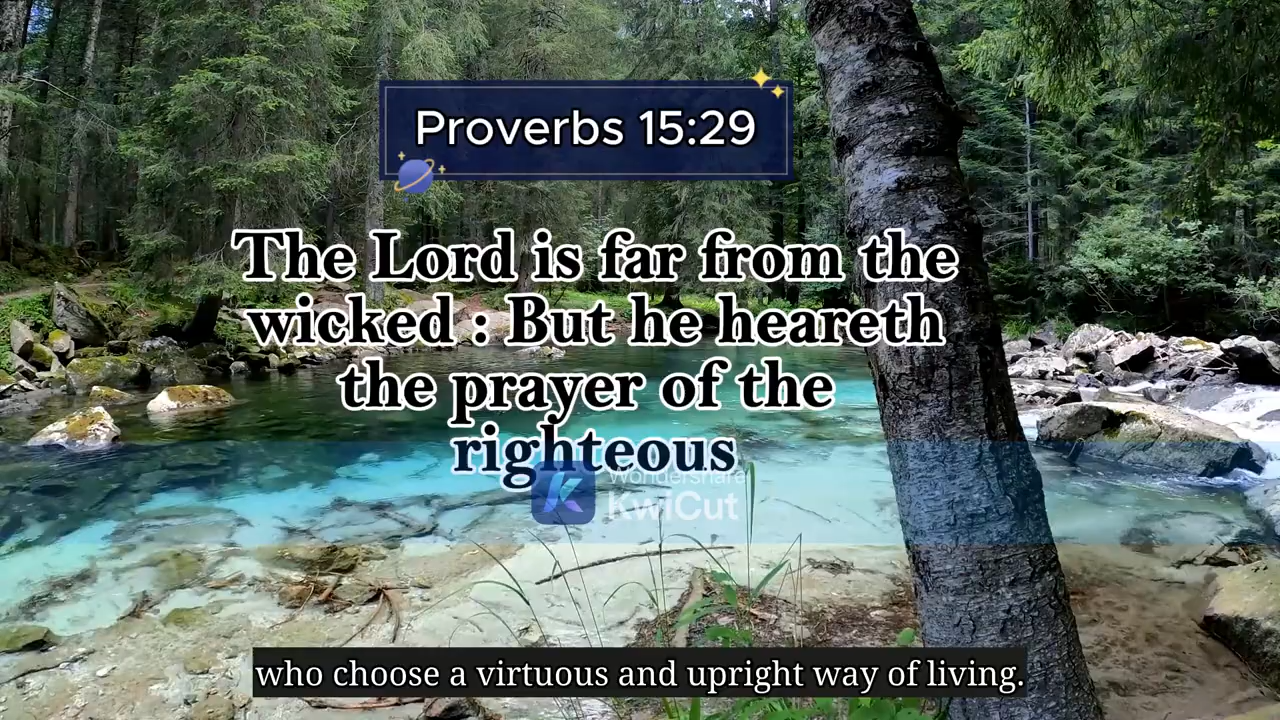 Proverbs 15:29
The Lord is far from the
wicked : But he heareth
the prayer of the
righteous
Wondershare
KwiCut
who choose a virtuous and upright way of living.